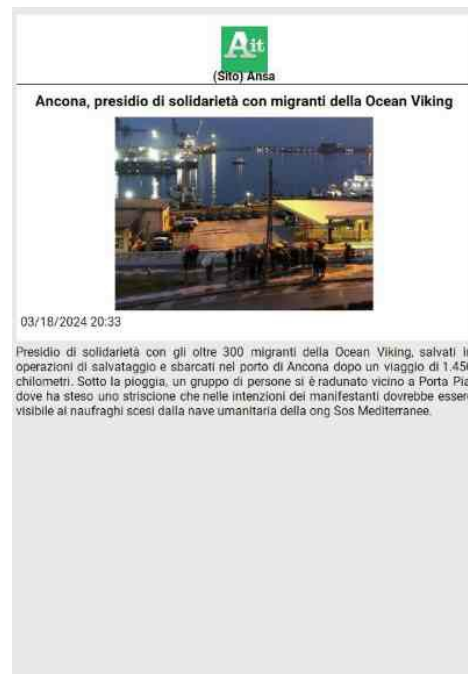 Ait
(Sito) Ansa
Ancona, presidio di solidarietà con migranti della Ocean Viking
03/18/2024 20:33
Presidio di solidarietà con gli oltre 300 migranti della Ocean Viking, salvati in
operazioni di salvataggio e sbarcati nel porto di Ancona dopo un viaggio di 1.450
chilometri. Sotto la pioggia, un gruppo di persone si è radunato vicino a Porta Pia,
dove ha steso uno striscione che nelle intenzioni dei manifestanti dovrebbe essere
visibile ai naufraghi scesi dalla nave umanitaria della ong Sos Mediterranee.